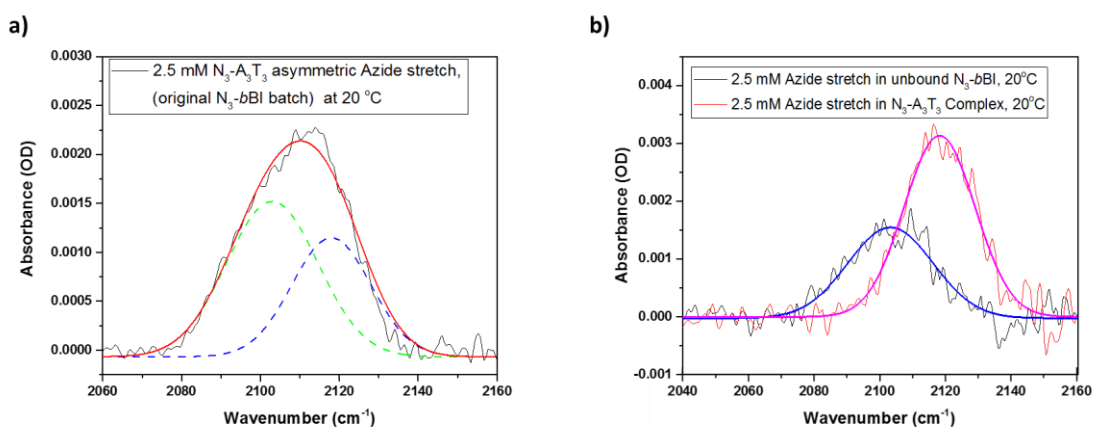 a)
0.0030
0.0025
0.0020
0.0015
0.0010
0.0005
0.0000
Absorbance (OD)
2.5 mM N₃-A₃T₃ asymmetric Azide stretch,
(original N₃-bBI batch) at 20 °C
2060 2080 2100 2120 2140 2160
Wavenumber (cm⁻¹)
b)
0.004
0.003
0.002
0.001
0.000
-0.001
Absorbance (OD)
2.5 mM Azide stretch in unbound N₃-bBI, 20°C
2.5 mM Azide stretch in N₃-A₃T₃ Complex, 20°C
2040 2060 2080 2100 2120 2140 2160
Wavenumber (cm⁻¹)